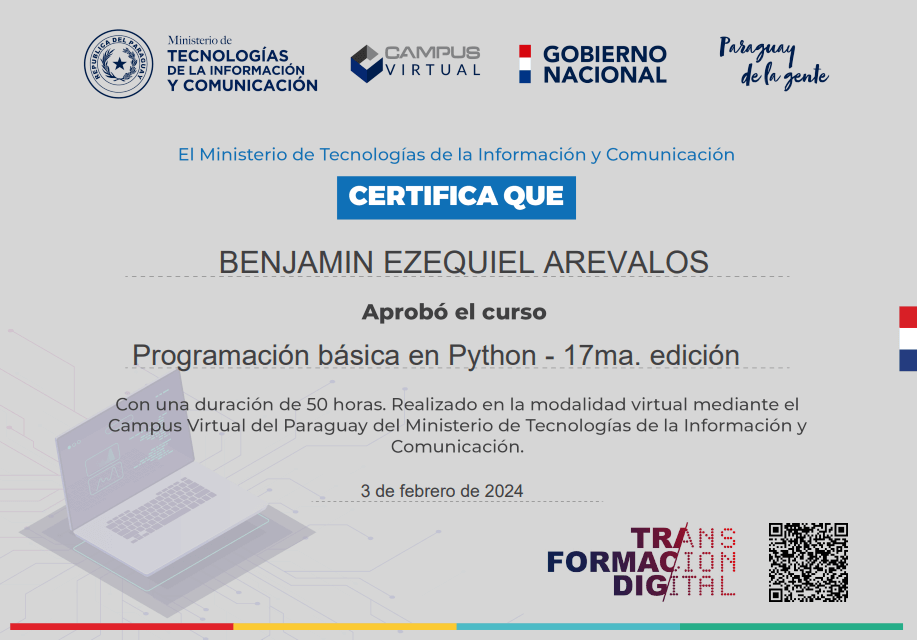 REPUBLICA DEL PARAGUAY
Ministerio de
TECNOLOGÍAS
DE LA INFORMACIÓN
Y COMUNICACIÓN
CAMPUS
VIRTUAL
GOBIERNO
NACIONAL
Paraguay
de la gente
El Ministerio de Tecnologías de la Información y Comunicación
CERTIFICA QUE
BENJAMIN EZEQUIEL AREVALOS
Aprobó el curso
Programación básica en Python - 17ma. edición
Con una duración de 50 horas. Realizado en la modalidad virtual mediante el
Campus Virtual del Paraguay del Ministerio de Tecnologías de la Información y
Comunicación.
3 de febrero de 2024
TRANS
FORMACION
DIGITAL